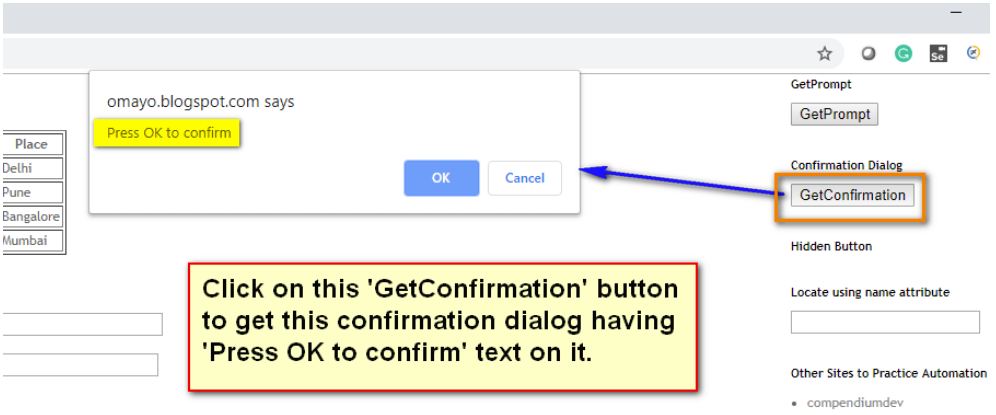 Se
GetPrompt
GetPrompt
omayo.blogspot.com says
Press OK to confirm
OK
Cancel
Place
Delhi
Pune
Bangalore
Mumbai
Confirmation Dialog
GetConfirmation
Hidden Button
Click on this 'GetConfirmation' button
to get this confirmation dialog having
'Press OK to confirm' text on it.
Locate using name attribute
Other Sites to Practice Automation
compendiumdev